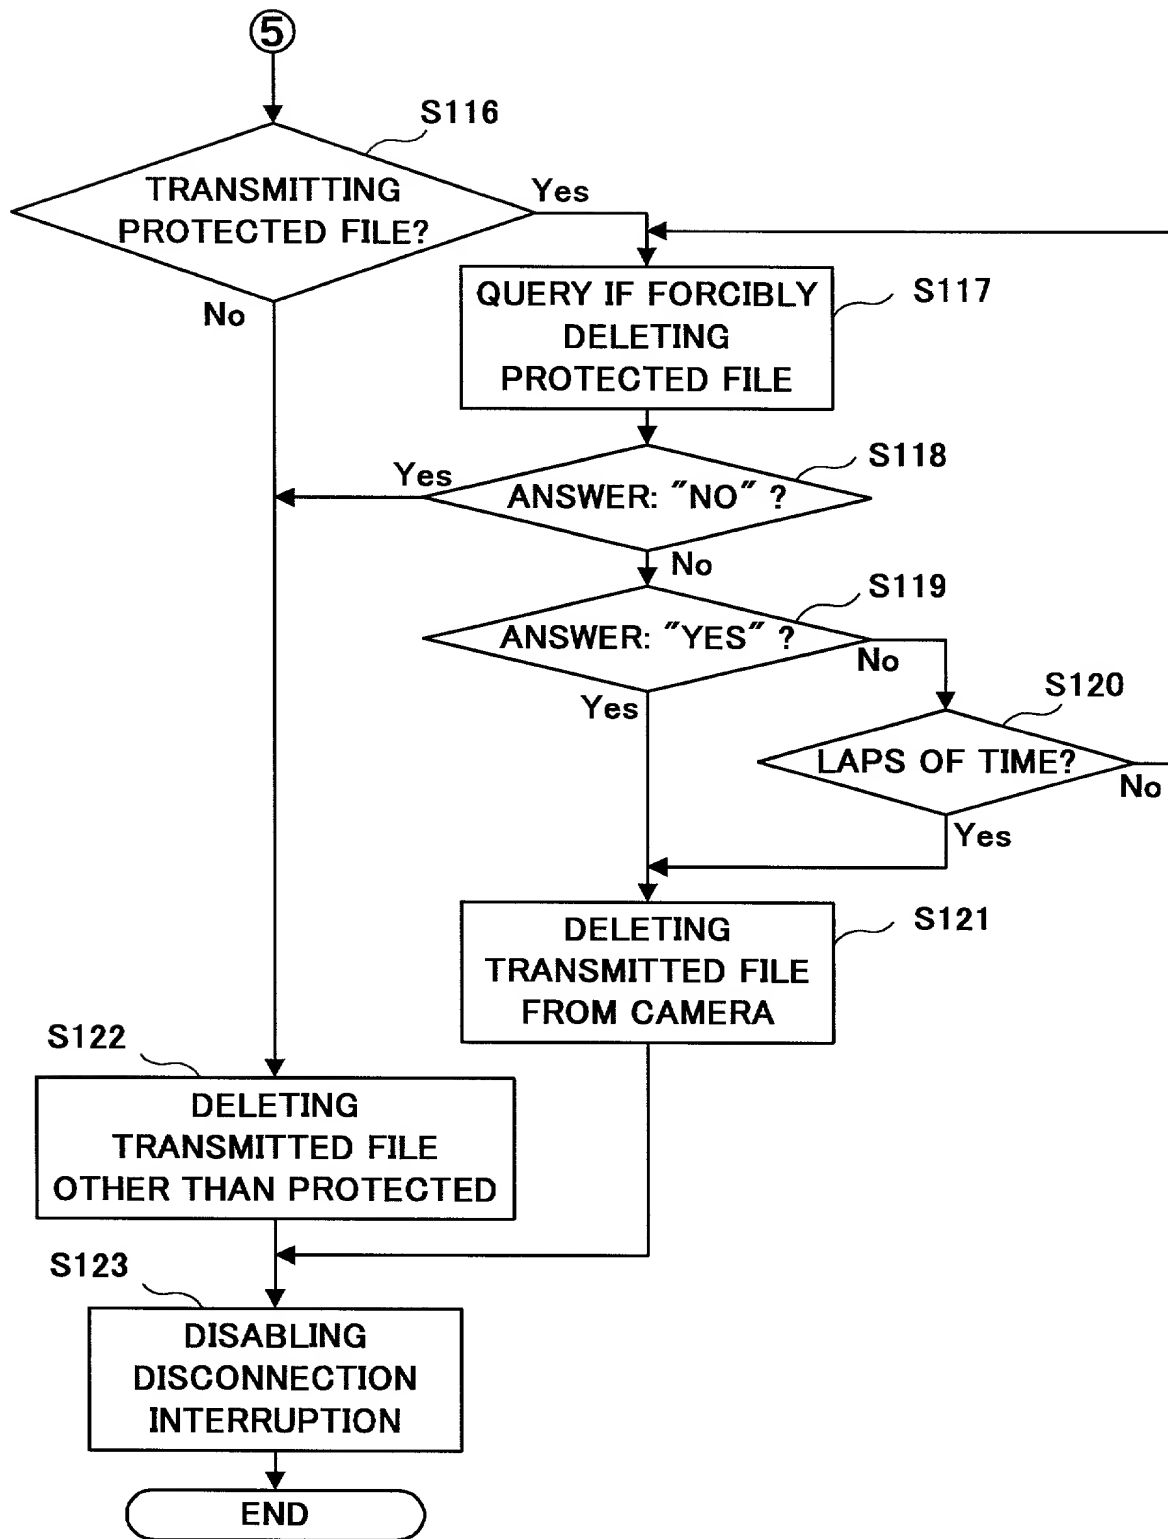 ⑤
S116
TRANSMITTING
PROTECTED FILE?
Yes
No
QUERY IF FORCIBLY
DELETING
PROTECTED FILE
S117
ANSWER: "NO" ?
S118
Yes
No
ANSWER: "YES" ?
S119
No
Yes
S120
LAPS OF TIME?
No
Yes
DELETING
TRANSMITTED FILE
FROM CAMERA
S121
S122
DELETING
TRANSMITTED FILE
OTHER THAN PROTECTED
S123
DISABLING
DISCONNECTION
INTERRUPTION
END